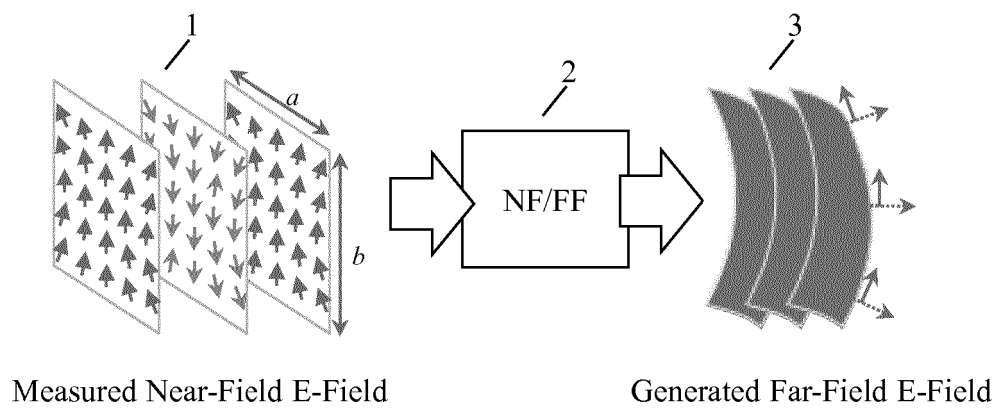 1
2
3
a
b
NF/FF
Measured Near-Field E-Field
Generated Far-Field E-Field